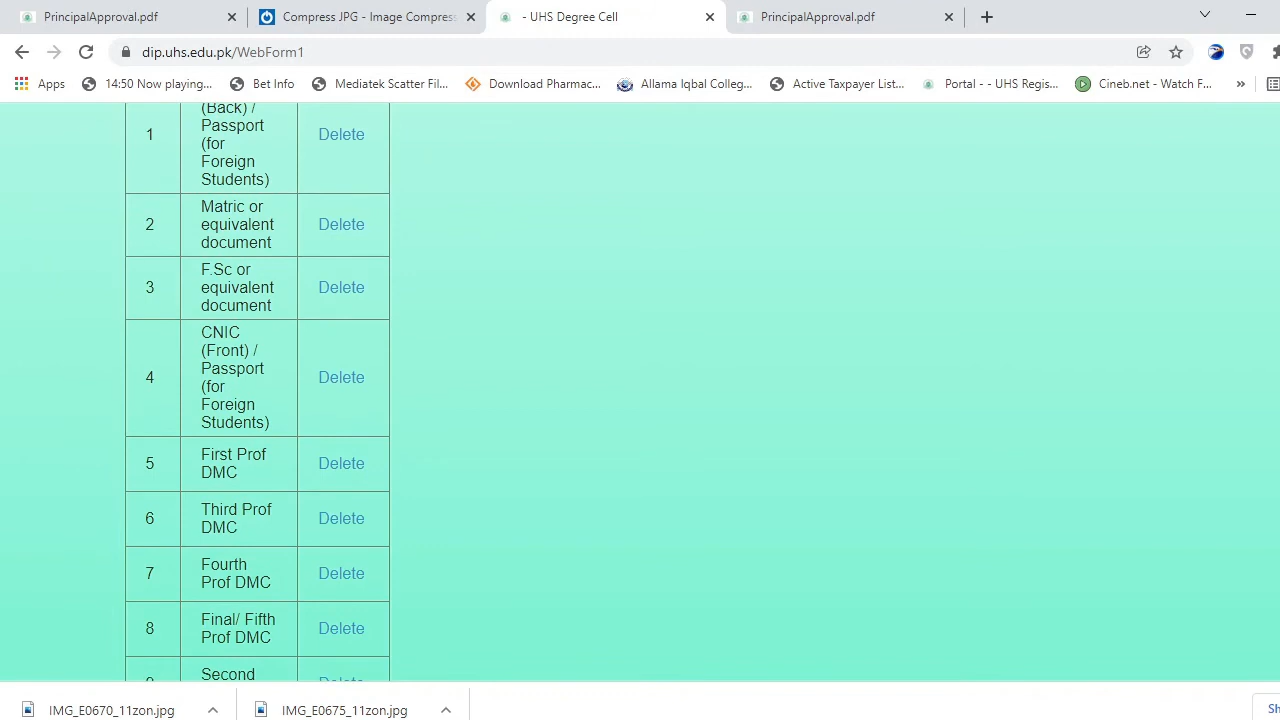 PrincipalApproval.pdf
Compress JPG - Image Compress
- UHS Degree Cell
PrincipalApproval.pdf
dip.uhs.edu.pk/WebForm1
Apps
14:50 Now playing...
Bet Info
Mediatek Scatter Fil...
Download Pharmac...
Allama Iqbal Colleg...
Active Taxpayer List...
Portal - - UHS Regis...
Cineb.net - Watch F...
»
1
(Back) /
Passport
(for
Foreign
Students)
Delete
2
Matric or
equivalent
document
Delete
3
F.Sc or
equivalent
document
Delete
4
CNIC
(Front) /
Passport
(for
Foreign
Students)
Delete
5
First Prof
DMC
Delete
6
Third Prof
DMC
Delete
7
Fourth
Prof DMC
Delete
8
Final/ Fifth
Prof DMC
Delete
9
Second
Delete
IMG_E0670_11zon.jpg
IMG_E0675_11zon.jpg
Sh